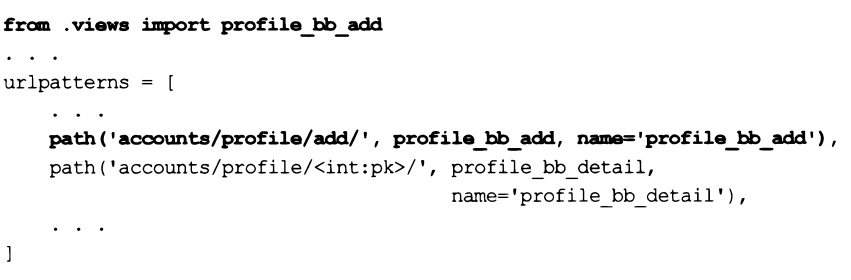 from .views import profile_bb_add
. . .
urlpatterns = [
    . . .
    path('accounts/profile/add/', profile_bb_add, name='profile_bb_add'),
    path('accounts/profile/<int:pk>/', profile_bb_detail,
                                       name='profile_bb_detail'),
    . . .
]